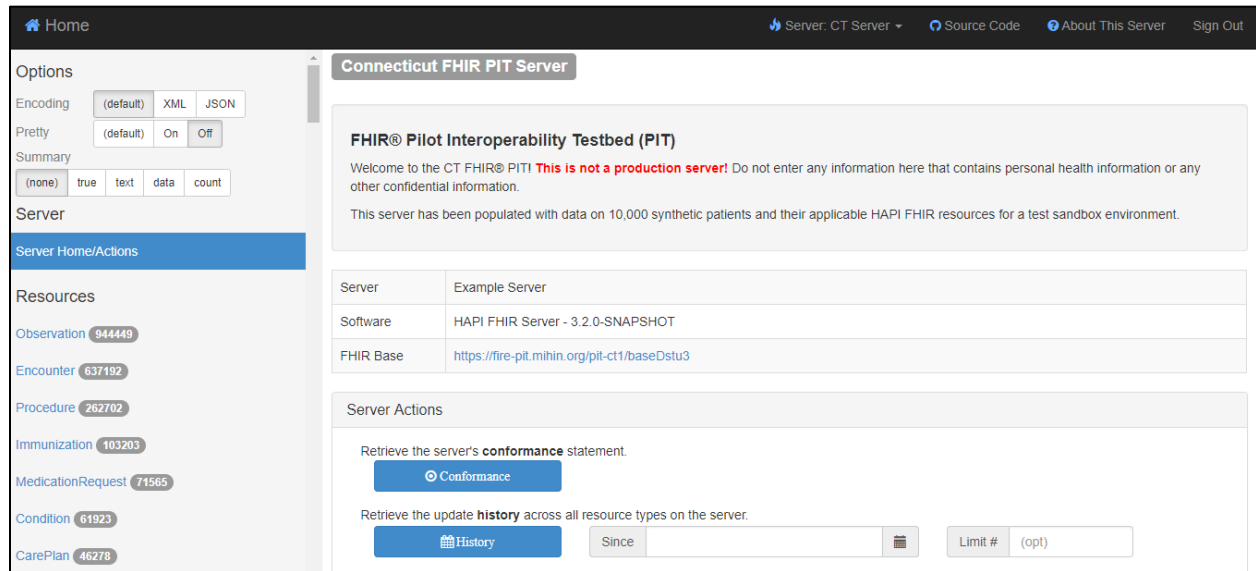 Home
Server: CT Server
Source Code
About This Server
Sign Out
Options
Encoding (default) XML JSON
Pretty (default) On Off
Summary
(none) true text data count
Server
Server Home/Actions
Resources
Observation 944449
Encounter 637192
Procedure 262702
Immunization 103203
MedicationRequest 71565
Condition 61923
CarePlan 46278
Connecticut FHIR PIT Server
FHIR® Pilot Interoperability Testbed (PIT)
Welcome to the CT FHIR® PIT! This is not a production server! Do not enter any information here that contains personal health information or any
other confidential information.
This server has been populated with data on 10,000 synthetic patients and their applicable HAPI FHIR resources for a test sandbox environment.
Server Example Server
Software HAPI FHIR Server - 3.2.0-SNAPSHOT
FHIR Base https://fire-pit.mihin.org/pit-ct1/baseDstu3
Server Actions
Retrieve the server's conformance statement.
Conformance
Retrieve the update history across all resource types on the server.
History Since Limit # (opt)